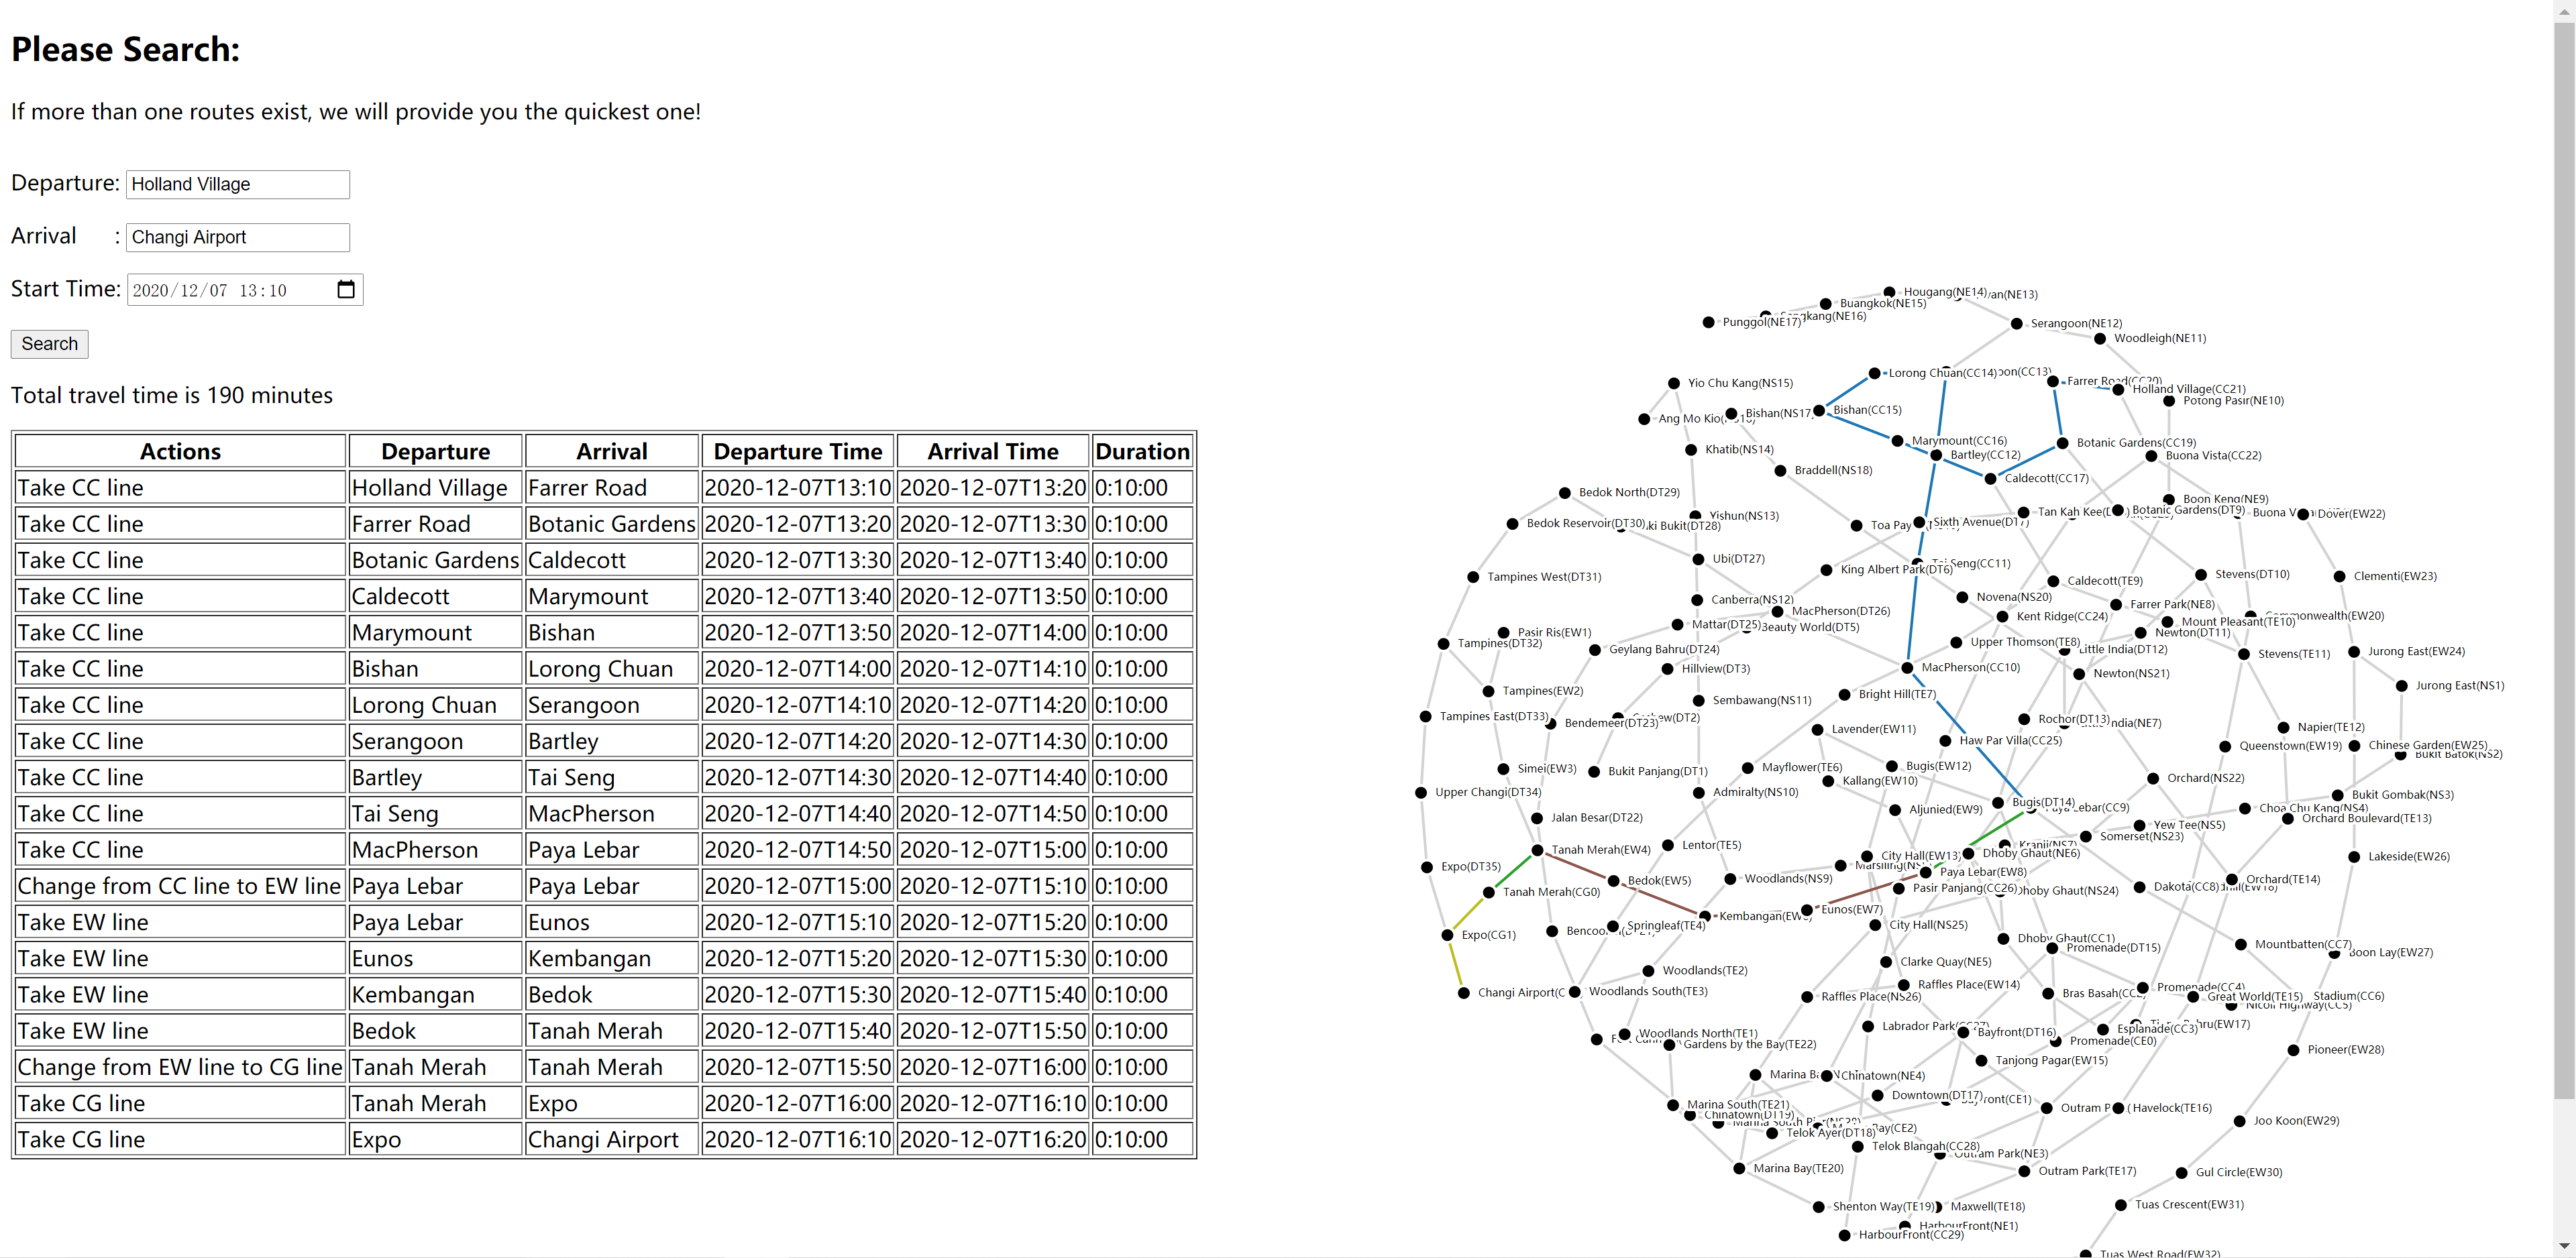 Please Search:
If more than one routes exist, we will provide you the quickest one!
Departure: Holland Village
Arrival : Changi Airport
Start Time: 2020/12/07 13:10
Search
Total travel time is 190 minutes
Actions Departure Arrival Departure Time Arrival Time Duration
Take CC line Holland Village Farrer Road 2020-12-07T13:10 2020-12-07T13:20 0:10:00
Take CC line Farrer Road Botanic Gardens 2020-12-07T13:20 2020-12-07T13:30 0:10:00
Take CC line Botanic Gardens Caldecott 2020-12-07T13:30 2020-12-07T13:40 0:10:00
Take CC line Caldecott Marymount 2020-12-07T13:40 2020-12-07T13:50 0:10:00
Take CC line Marymount Bishan 2020-12-07T13:50 2020-12-07T14:00 0:10:00
Take CC line Bishan Lorong Chuan 2020-12-07T14:00 2020-12-07T14:10 0:10:00
Take CC line Lorong Chuan Serangoon 2020-12-07T14:10 2020-12-07T14:20 0:10:00
Take CC line Serangoon Bartley 2020-12-07T14:20 2020-12-07T14:30 0:10:00
Take CC line Bartley Tai Seng 2020-12-07T14:30 2020-12-07T14:40 0:10:00
Take CC line Tai Seng MacPherson 2020-12-07T14:40 2020-12-07T14:50 0:10:00
Take CC line MacPherson Paya Lebar 2020-12-07T14:50 2020-12-07T15:00 0:10:00
Change from CC line to EW line Paya Lebar Paya Lebar 2020-12-07T15:00 2020-12-07T15:10 0:10:00
Take EW line Paya Lebar Eunos 2020-12-07T15:10 2020-12-07T15:20 0:10:00
Take EW line Eunos Kembangan 2020-12-07T15:20 2020-12-07T15:30 0:10:00
Take EW line Kembangan Bedok 2020-12-07T15:30 2020-12-07T15:40 0:10:00
Take EW line Bedok Tanah Merah 2020-12-07T15:40 2020-12-07T15:50 0:10:00
Change from EW line to CG line Tanah Merah Tanah Merah 2020-12-07T15:50 2020-12-07T16:00 0:10:00
Take CG line Tanah Merah Expo 2020-12-07T16:00 2020-12-07T16:10 0:10:00
Take CG line Expo Changi Airport 2020-12-07T16:10 2020-12-07T16:20 0:10:00
Hougang(NE14)
Buangkok(NE15)
Punggol(NE17)
Serangoon(NE12)
Woodleigh(NE11)
Lorong Chuan(CC14)
Farrer Road(CC20)
Holland Village(CC21)
Potong Pasir(NE10)
Yio Chu Kang(NS15)
Ang Mo Kio
Bishan(NS17)
Bishan(CC15)
Khatib(NS14)
Marymount(CC16)
Bartley(CC12)
Botanic Gardens(CC19)
Buona Vista(CC22)
Braddell(NS18)
Caldecott(CC17)
Bedok North(DT29)
Boon Keng(NE9)
Bedok Reservoir(DT30)
Yishun(NS13)
Toa Pay
Sixth Avenue(D17)
Tan Kah Kee
Botanic Gardens(DT9)
Dover(EW22)
Ubi(DT27)
Tai Seng(CC11)
King Albert Park(DT6)
Tampines West(DT31)
Caldecott(TE9)
Stevens(DT10)
Clementi(EW23)
Canberra(NS12)
MacPherson(DT26)
Novena(NS20)
Farrer Park(NE8)
Kent Ridge(CC24)
Mount Pleasant(TE10)
Pasir Ris(EW1)
Mattar(DT25)
Beauty World(DT5)
Newton(DT11)
Tampines(DT32)
Geylang Bahru(DT24)
Upper Thomson(TE8)
Little India(DT12)
Stevens(TE11)
Jurong East(EW24)
Hillview(DT3)
MacPherson(CC10)
Newton(NS21)
Jurong East(NS1)
Tampines(EW2)
Sembawang(NS11)
Bright Hill(TE7)
Tampines East(DT33)
Bendemeer(DT23)
Lavender(EW11)
Rochor(DT13)
Napier(TE12)
Haw Par Villa(CC25)
Queenstown(EW19)
Chinese Garden(EW25)
Bukit Batok(NS2)
Simei(EW3)
Bukit Panjang(DT1)
Mayflower(TE6)
Bugis(EW12)
Kallang(EW10)
Orchard(NS22)
Upper Changi(DT34)
Admiralty(NS10)
Bugis(DT14)
Paya Lebar(CC9)
Aljunied(EW9)
Bukit Gombak(NS3)
Choa Chu Kang(NS4)
Orchard Boulevard(TE13)
Jalan Besar(DT22)
Yew Tee(NS5)
Somerset(NS23)
Tanah Merah(EW4)
Lentor(TE5)
City Hall(EW13)
Kranji(NS7)
Dhoby Ghaut(NE6)
Lakeside(EW26)
Expo(DT35)
Bedok(EW5)
Woodlands(NS9)
Paya Lebar(EW8)
Tanah Merah(CG0)
Pasir Panjang(CC26)
Dhoby Ghaut(NS24)
Dakota(CC8)
Orchard(TE14)
Kembangan
Eunos(EW7)
Expo(CG1)
Springleaf(TE4)
City Hall(NS25)
Dhoby Ghaut(CC1)
Promenade(DT15)
Mountbatten(CC7)
Boon Lay(EW27)
Clarke Quay(NE5)
Woodlands(TE2)
Changi Airport(C
Woodlands South(TE3)
Raffles Place(NS26)
Raffles Place(EW14)
Bras Basah
Promenade(CC4)
Great World(TE15)
Stadium(CC6)
Nicoll Highway(CC5)
Woodlands North(TE1)
Gardens by the Bay(TE22)
Labrador Park
Bayfront(DT16)
Esplanade(CC3)
Promenade(CE0)
Pioneer(EW28)
Tanjong Pagar(EW15)
Chinatown(NE4)
Downtown(DT17)
Marina South(TE21)
Chinatown(DT19)
Outram P
Havelock(TE16)
Joo Koon(EW29)
Telok Ayer(DT18)
Telok Blangah(CC28)
Outram Park(NE3)
Marina Bay(TE20)
Outram Park(TE17)
Gul Circle(EW30)
Shenton Way(TE19)
Maxwell(TE18)
Tuas Crescent(EW31)
HarbourFront(NE1)
HarbourFront(CC29)
Tuas West Road(EW32)